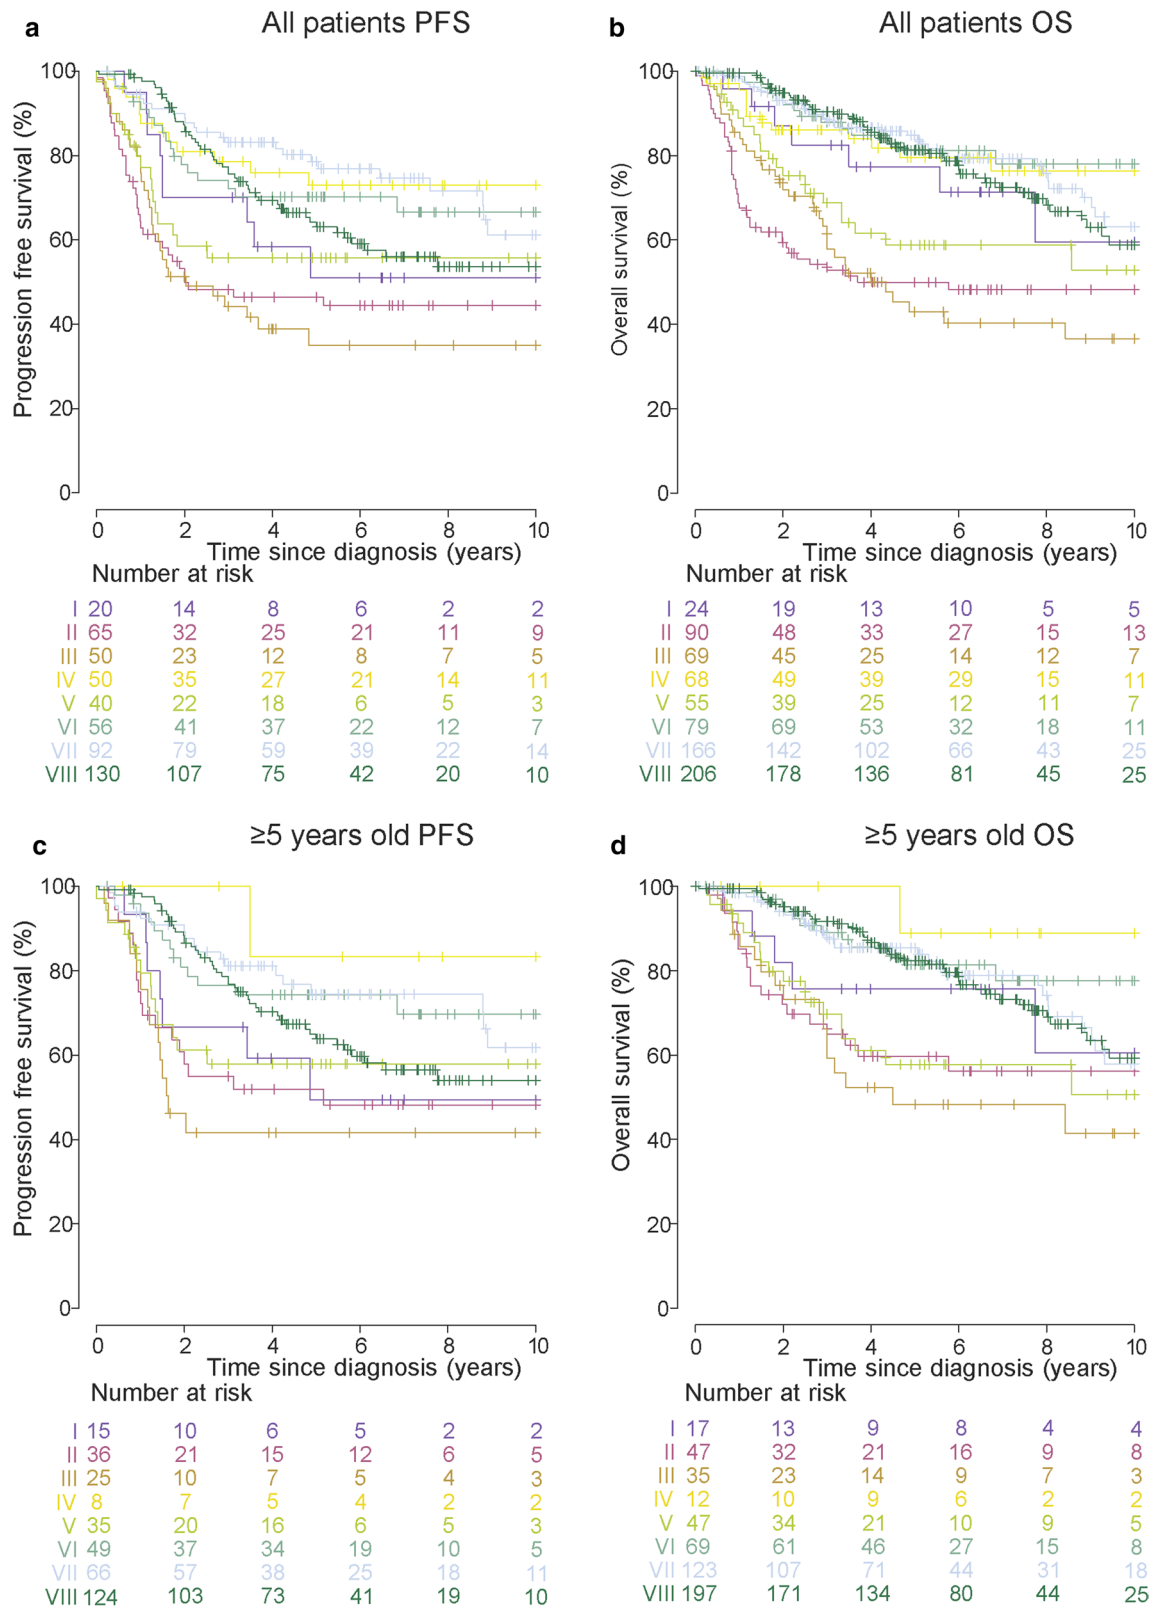 a All patients PFS
Progression free survival (%)
100
80
60
40
20
0
0 2 4 6 8 10
Time since diagnosis (years)
Number at risk
I 20 14 8 6 2 2
II 65 32 25 21 11 9
III 50 23 12 8 7 5
IV 50 35 27 21 14 11
V 40 22 18 6 5 3
VI 56 41 37 22 12 7
VII 92 79 59 39 22 14
VIII 130 107 75 42 20 10
b All patients OS
Overall survival (%)
100
80
60
40
20
0
0 2 4 6 8 10
Time since diagnosis (years)
Number at risk
I 24 19 13 10 5 5
II 90 48 33 27 15 13
III 69 45 25 14 12 7
IV 68 49 39 29 15 11
V 55 39 25 12 11 7
VI 79 69 53 32 18 11
VII 166 142 102 66 43 25
VIII 206 178 136 81 45 25
c ≥5 years old PFS
Progression free survival (%)
100
80
60
40
20
0
0 2 4 6 8 10
Time since diagnosis (years)
Number at risk
I 15 10 6 5 2 2
II 36 21 15 12 6 5
III 25 10 7 5 4 3
IV 8 7 5 4 2 2
V 35 20 16 6 5 3
VI 49 37 34 19 10 5
VII 66 57 38 25 18 11
VIII 124 103 73 41 19 10
d ≥5 years old OS
Overall survival (%)
100
80
60
40
20
0
0 2 4 6 8 10
Time since diagnosis (years)
Number at risk
I 17 13 9 8 4 4
II 47 32 21 16 9 8
III 35 23 14 9 7 3
IV 12 10 9 6 2 2
V 47 34 21 10 9 5
VI 69 61 46 27 15 8
VII 123 107 71 44 31 18
VIII 197 171 134 80 44 25